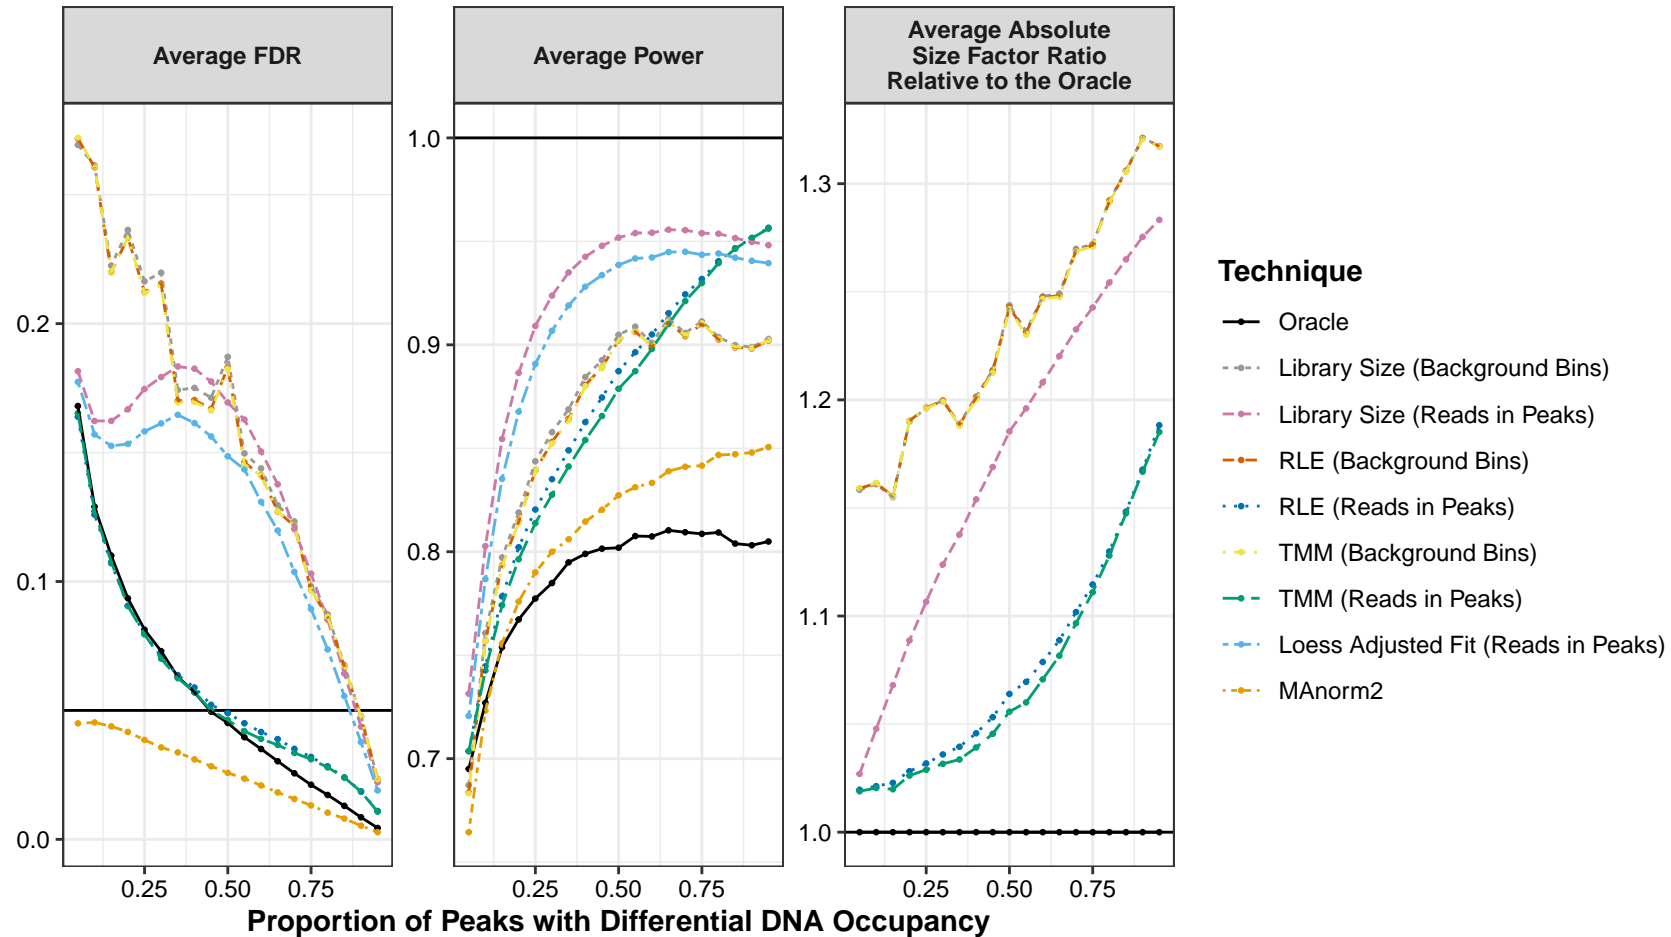 Average FDR
Average Power
Average Absolute
Size Factor Ratio
Relative to the Oracle
0.2
0.1
0.0
1.0
0.9
0.8
0.7
1.3
1.2
1.1
1.0
0.25 0.50 0.75
0.25 0.50 0.75
0.25 0.50 0.75
Proportion of Peaks with Differential DNA Occupancy
Technique
Oracle
Library Size (Background Bins)
Library Size (Reads in Peaks)
RLE (Background Bins)
RLE (Reads in Peaks)
TMM (Background Bins)
TMM (Reads in Peaks)
Loess Adjusted Fit (Reads in Peaks)
MAnorm2